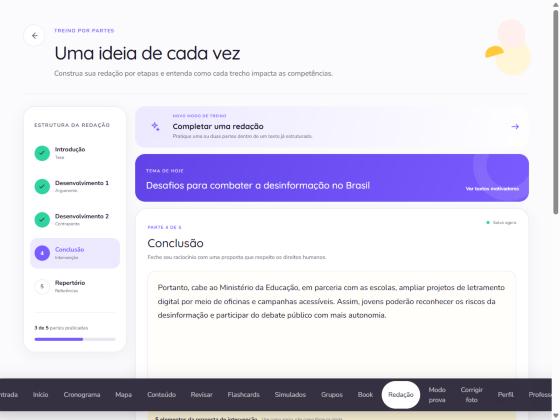 TREINO POR PARTES
Uma ideia de cada vez
Construa sua redação por etapas e entenda como cada trecho impacta as competências.
ESTRUTURA DA REDAÇÃO
Introdução
Tese
Desenvolvimento 1
Argumento
Desenvolvimento 2
Contraponto
4
Conclusão
Intervenção
5
Repertório
Referências
3 de 5 partes praticadas
NOVO MODO DE TREINO
Completar uma redação
Pratique uma ou duas partes dentro de um texto já estruturado.
TEMA DE HOJE
Desafios para combater a desinformação no Brasil
Ver textos motivadores
PARTE 4 DE 5
Salvo agora
Conclusão
Feche seu raciocínio com uma proposta que respeite os direitos humanos.
Portanto, cabe ao Ministério da Educação, em parceria com as escolas, ampliar projetos de letramento
digital por meio de oficinas e campanhas acessíveis. Assim, jovens poderão reconhecer os riscos da
desinformação e participar do debate público com mais autonomia.
ntrada Início Cronograma Mapa Conteúdo Revisar Flashcards Simulados Grupos Book Redação Modo prova Corrigir foto Perfil Profess
5 elementos da proposta de intervenção